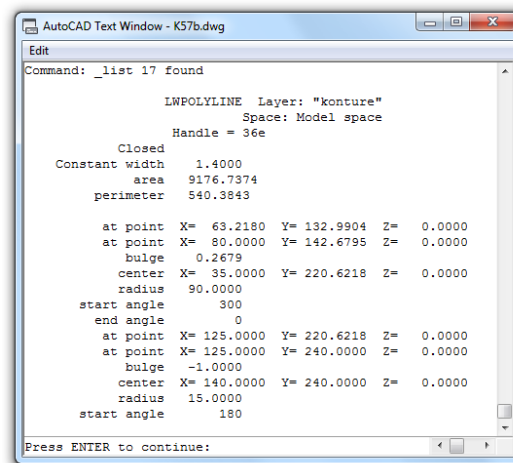 AutoCAD Text Window - K57b.dwg
Edit
Command: _list 17 found
LWPOLYLINE Layer: "konture"
Space: Model space
Handle = 36e
Closed
Constant width 1.4000
area 9176.7374
perimeter 540.3843
at point X= 63.2180 Y= 132.9904 Z= 0.0000
at point X= 80.0000 Y= 142.6795 Z= 0.0000
bulge 0.2679
center X= 35.0000 Y= 220.6218 Z= 0.0000
radius 90.0000
start angle 300
end angle 0
at point X= 125.0000 Y= 220.6218 Z= 0.0000
at point X= 125.0000 Y= 240.0000 Z= 0.0000
bulge -1.0000
center X= 140.0000 Y= 240.0000 Z= 0.0000
radius 15.0000
start angle 180
Press ENTER to continue: